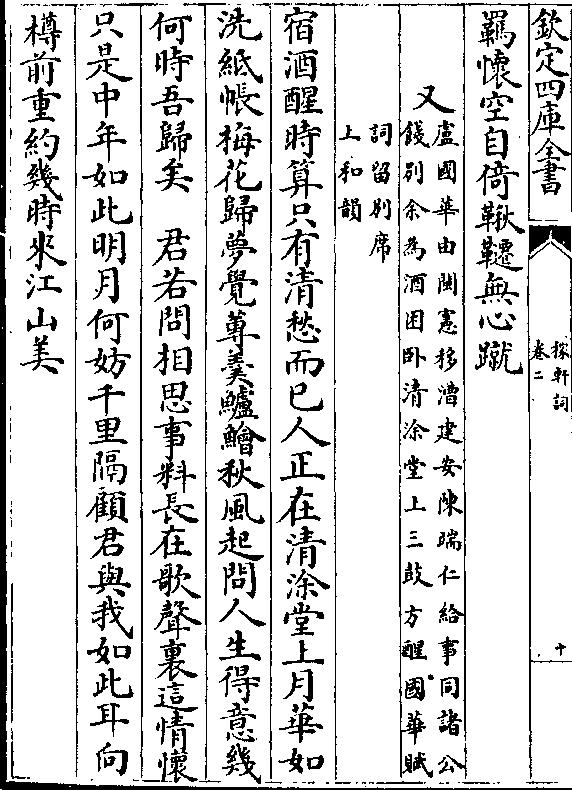 欽定四庫全書
稼軒詞
卷二
十
羈懷空自倚鞦韆無心蹴
又
盧國華由閩憲移漕建安陳瑞仁給事同諸公
餞别余為酒困卧清涂堂上三鼓方醒國華賦
詞留别席
上和韻
宿酒醒時算只有清愁而已人正在清涂堂上月華如
洗紙帳梅花歸夢覺蓴羮鱸鱠秋風起問人生得意幾
何時吾歸矣　君若問相思事料長在歌聲裏這情懷
只是中年如此明月何妨千里隔顧君與我如此耳向
樽前重約幾時來江山美